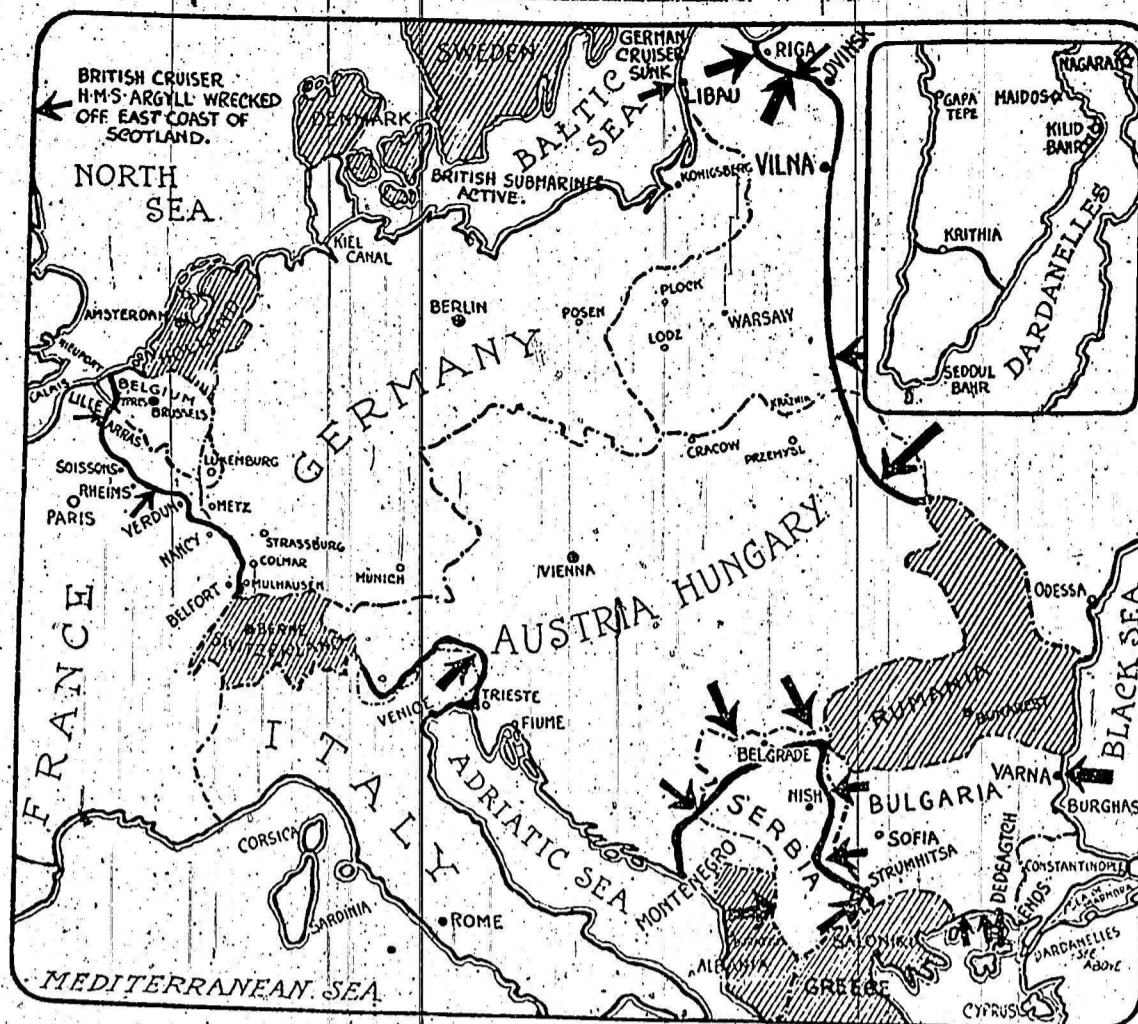 BRITISH CRUISER
H·M·S· ARGYLL WRECKED
OFF EAST COAST OF
SCOTLAND.
NORTH
SEA
SWEDEN
DENMARK
GERMAN
CRUISER
SUNK
BALTIC
SEA
BRITISH SUBMARINES
ACTIVE.
RIGA
DVINSK
LIBAU
VILNA
KONIGSBERG
KIEL
CANAL
NAGARA
GAPA
TEPE
MAIDOS
KILID
BAHR
KRITHIA
DARDANELLES
SEDDUL
BAHR
AMSTERDAM
HOLLAND
BERLIN
POSEN
PLOCK
LODZ
WARSAW
GERMANY
NIEUPORT
CALAIS
BELGIUM
YPRES
BRUSSELS
LILLE
ARRAS
SOISSONS
RHEINS
PARIS
VERDUN
LUXEMBURG
METZ
NANCY
STRASSBURG
COLMAR
MULHAUSEN
BELFORT
MUNICH
CRACOW
PRZEMYSL
VIENNA
AUSTRIA HUNGARY
BERNE
FRANCE
ITALY
VENICE
TRIESTE
FIUME
ADRIATIC SEA
CORSICA
SARDINIA
ROME
MEDITERRANEAN SEA
ODESSA
BLACK SEA
RUMANIA
BUKAREST
BELGRADE
NISH
SERBIA
MONTENEGRO
BULGARIA
VARNA
BURGHAS
SOFIA
STRUMNITSA
DEDEAGTCH
ENOS
CONSTANTINOPLE
SALONIKI
ALBANIA
GREEBE
DARDANELIES
SEE
ABOVE
CYPRUS